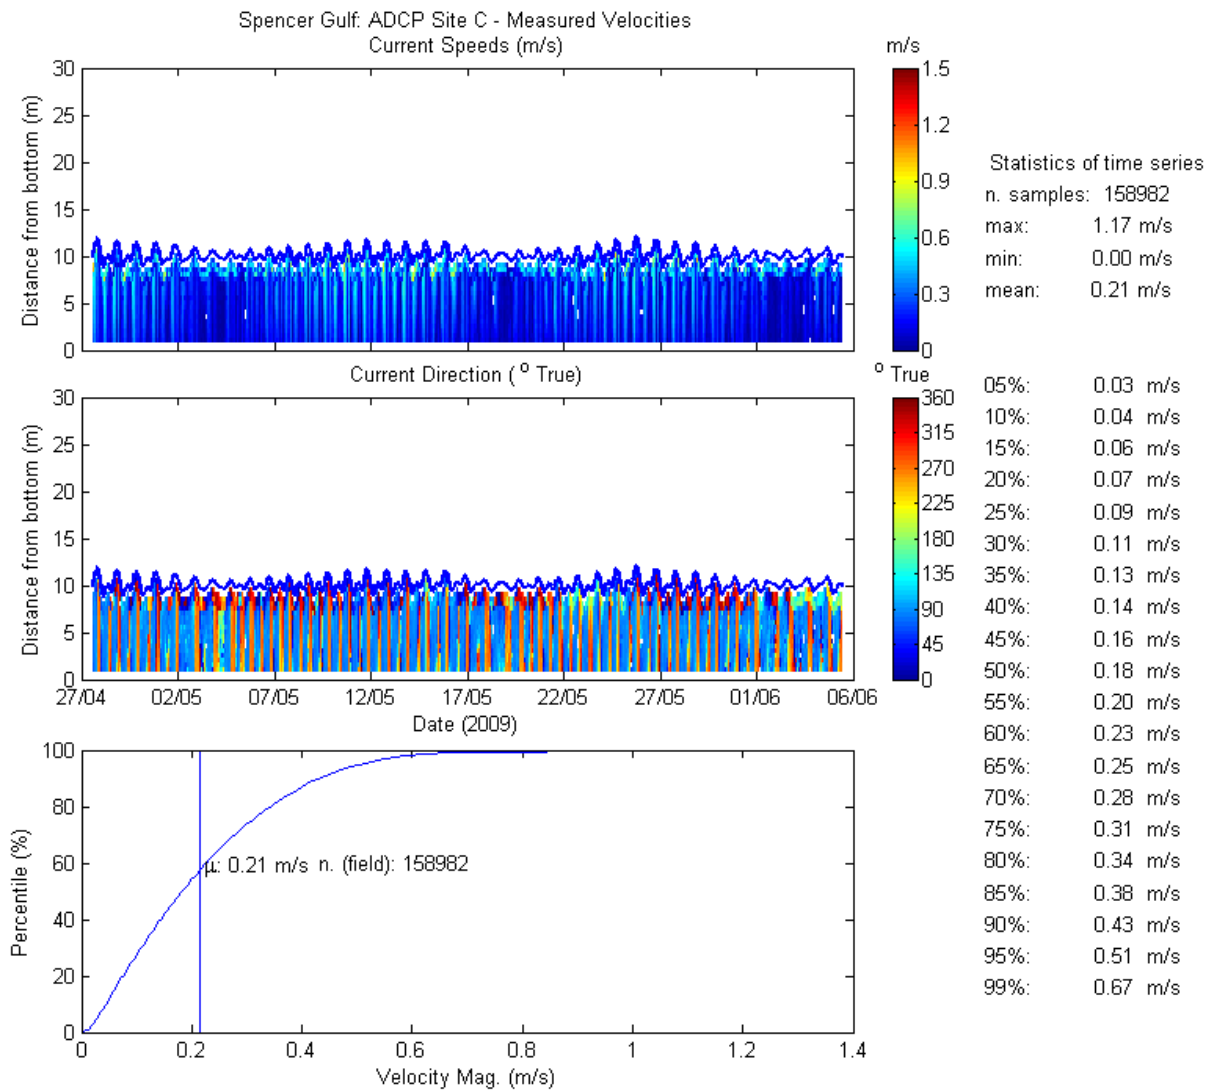 Spencer Gulf: ADCP Site C - Measured Velocities
Current Speeds (m/s)
m/s
30
25
20
15
10
5
0
Distance from bottom (m)
1.5
1.2
0.9
0.6
0.3
0
Current Direction ( º True)
º True
30
25
20
15
10
5
0
Distance from bottom (m)
360
315
270
225
180
135
90
45
0
27/04 02/05 07/05 12/05 17/05 22/05 27/05 01/06 06/06
Date (2009)
100
80
60
40
20
0
Percentile (%)
µ: 0.21 m/s n. (field): 158982
0 0.2 0.4 0.6 0.8 1 1.2 1.4
Velocity Mag. (m/s)
Statistics of time series
n. samples: 158982
max: 1.17 m/s
min: 0.00 m/s
mean: 0.21 m/s
05%: 0.03 m/s
10%: 0.04 m/s
15%: 0.06 m/s
20%: 0.07 m/s
25%: 0.09 m/s
30%: 0.11 m/s
35%: 0.13 m/s
40%: 0.14 m/s
45%: 0.16 m/s
50%: 0.18 m/s
55%: 0.20 m/s
60%: 0.23 m/s
65%: 0.25 m/s
70%: 0.28 m/s
75%: 0.31 m/s
80%: 0.34 m/s
85%: 0.38 m/s
90%: 0.43 m/s
95%: 0.51 m/s
99%: 0.67 m/s